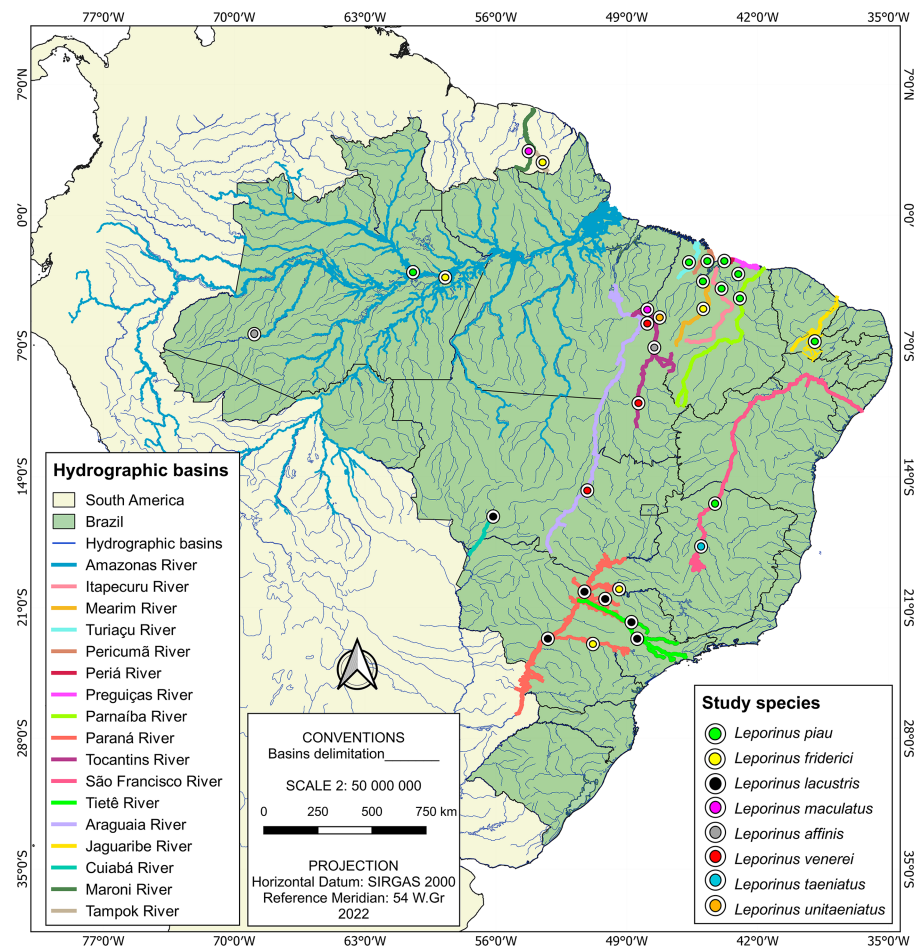 77°0'W 70°0'W 63°0'W 56°0'W 49°0'W 42°0'W 35°0'W
7°0'N 7°0'N
0°0' 0°0'
7°0'S 7°0'S
14°0'S 14°0'S
21°0'S 21°0'S
28°0'S 28°0'S
35°0'S 35°0'S
Hydrographic basins
South America
Brazil
Hydrographic basins
Amazonas River
Itapecuru River
Mearim River
Turiaçu River
Pericumã River
Periá River
Preguiças River
Parnaíba River
Paraná River
Tocantins River
São Francisco River
Tietê River
Araguaia River
Jaguaribe River
Cuiabá River
Maroni River
Tampok River
CONVENTIONS
Basins delimitation
SCALE 2: 50 000 000
0 250 500 750 km
PROJECTION
Horizontal Datum: SIRGAS 2000
Reference Meridian: 54 W.Gr
2022
Study species
Leporinus piau
Leporinus friderici
Leporinus lacustris
Leporinus maculatus
Leporinus affinis
Leporinus venerei
Leporinus taeniatus
Leporinus unitaeniatus
77°0'W 70°0'W 63°0'W 56°0'W 49°0'W 42°0'W 35°0'W